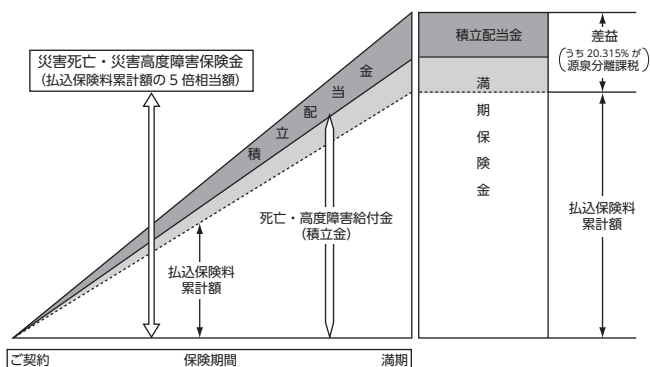 災害死亡・災害高度障害保険金
（払込保険料累計額の5倍相当額）
積立配当金
死亡・高度障害給付金
（積立金）
払込保険料
累計額
ご契約
保険期間
満期
積立配当金
満期保険金
差益
（うち20.315%が
源泉分離課税）
払込保険料
累計額